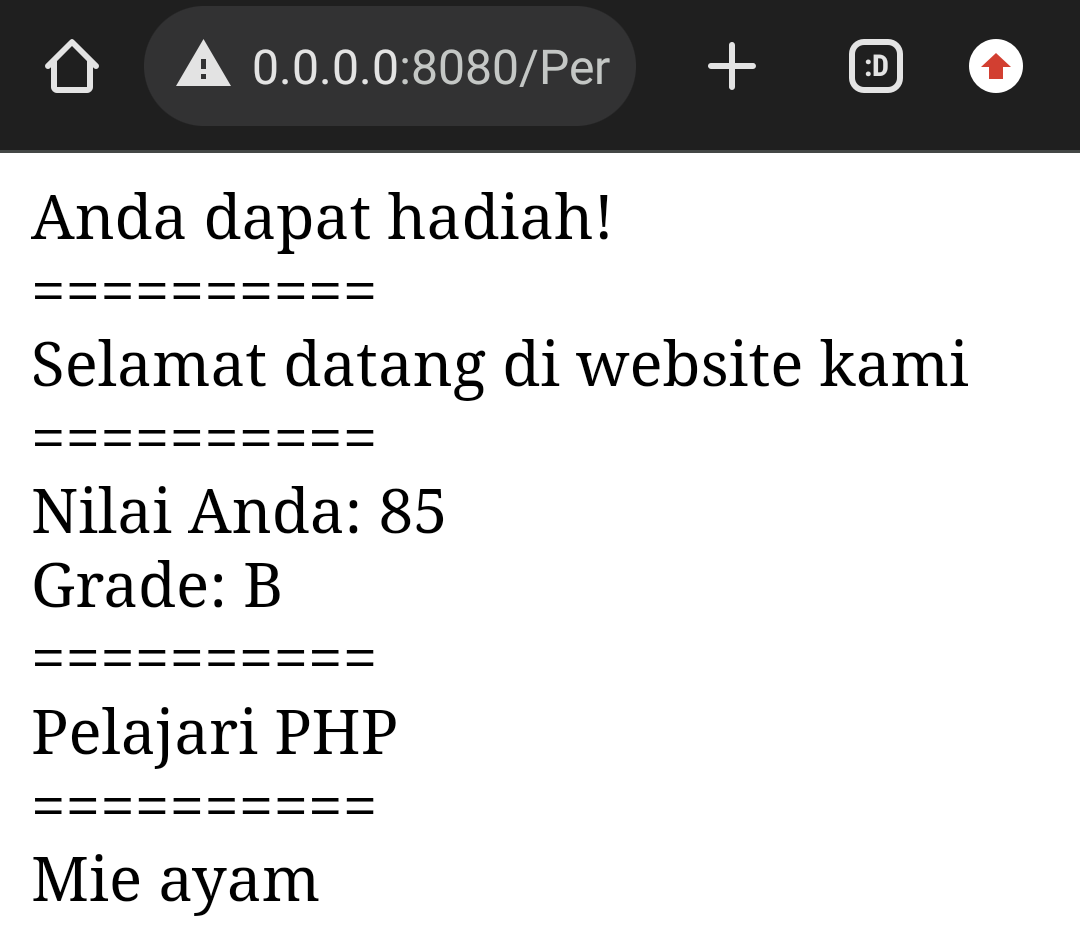 0.0.0.0:8080/Per
:D
Anda dapat hadiah!
==========
Selamat datang di website kami
==========
Nilai Anda: 85
Grade: B
==========
Pelajari PHP
==========
Mie ayam